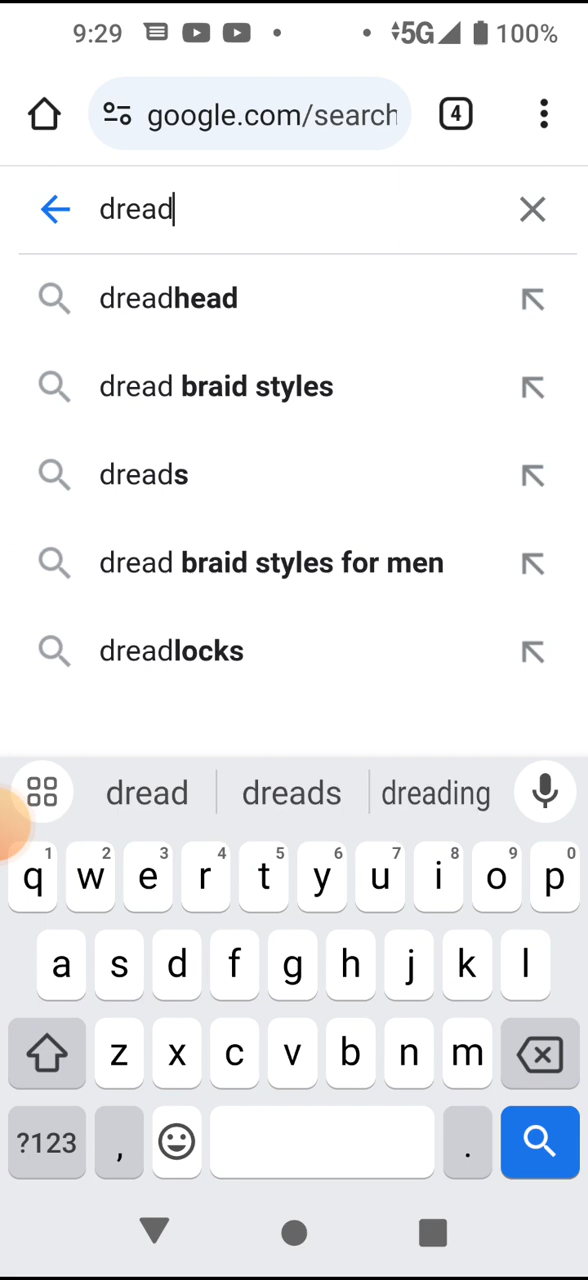 9:29 5G 100%
google.com/search 4
dread
dreadhead
dread braid styles
dreads
dread braid styles for men
dreadlocks
dread dreads dreading
1 2 3 4 5 6 7 8 9 0
q w e r t y u i o p
a s d f g h j k l
z x c v b n m
?123 , .